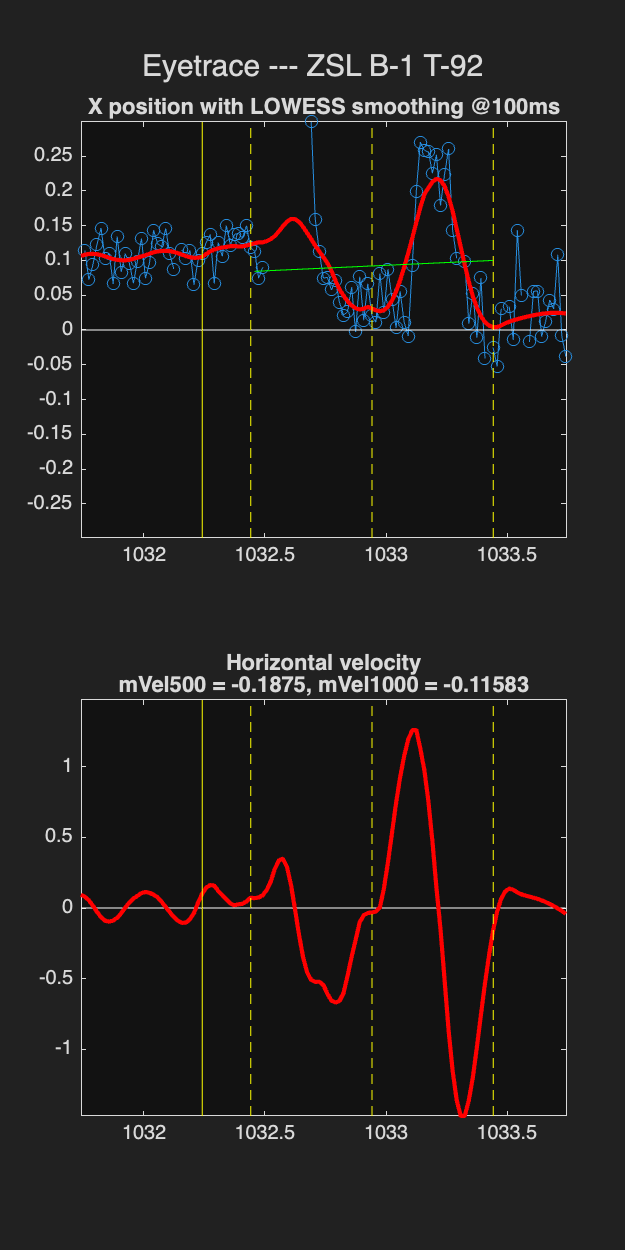 Eyetrace --- ZSL B-1 T-92
X position with LOWESS smoothing @100ms
0.25
0.2
0.15
0.1
0.05
0
-0.05
-0.1
-0.15
-0.2
-0.25
1032 1032.5 1033 1033.5
Horizontal velocity
mVel500 = -0.1875, mVel1000 = -0.11583
1
0.5
0
-0.5
-1
1032 1032.5 1033 1033.5